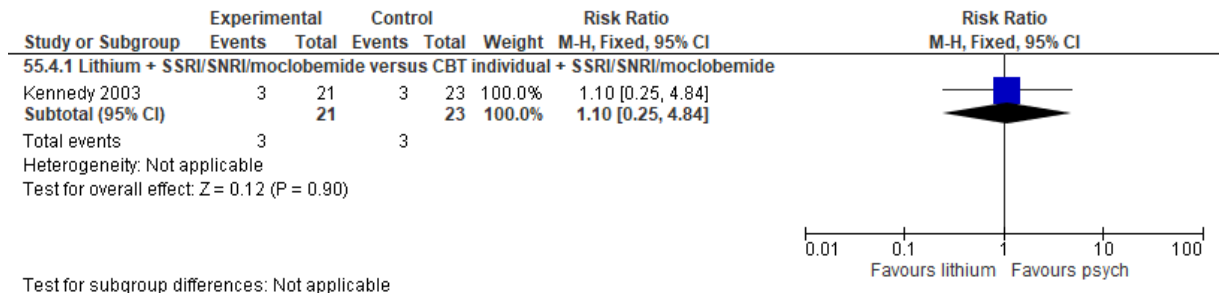 Experimental Control Risk Ratio Risk Ratio
Study or Subgroup Events Total Events Total Weight M-H, Fixed, 95% CI M-H, Fixed, 95% CI
55.4.1 Lithium + SSRI/SNRI/moclobemide versus CBT individual + SSRI/SNRI/moclobemide
Kennedy 2003 3 21 3 23 100.0% 1.10 [0.25, 4.84]
Subtotal (95% CI) 21 23 100.0% 1.10 [0.25, 4.84]
Total events 3 3
Heterogeneity: Not applicable
Test for overall effect: Z = 0.12 (P = 0.90)
0.01 0.1 1 10 100
Favours lithium Favours psych
Test for subgroup differences: Not applicable